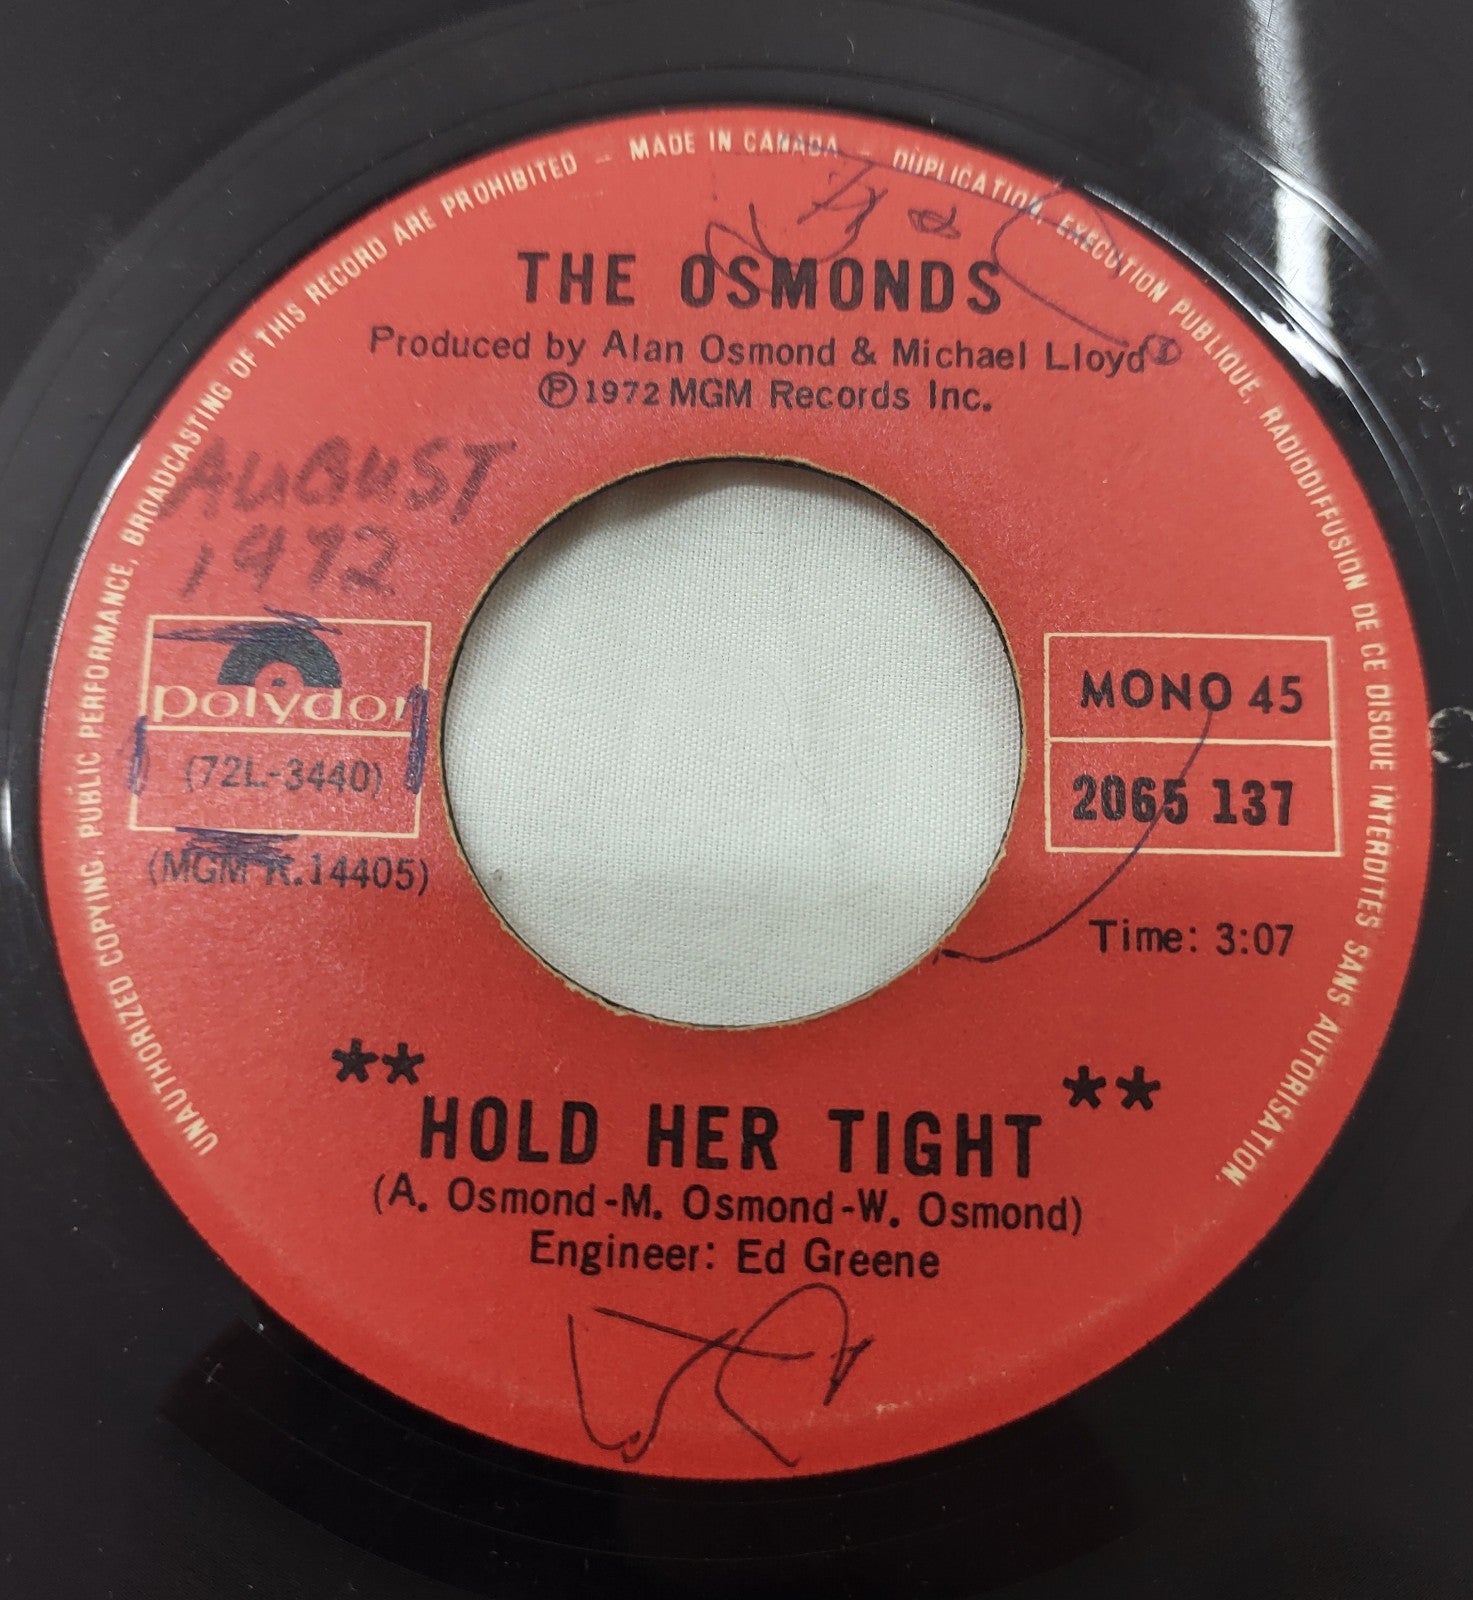 UNAUTHORIZED COPYING, PUBLIC PERFORMANCE, BROADCASTING OF THIS RECORD ARE PROHIBITED – MADE IN CANADA – DUPLICATION, EXÉCUTION PUBLIQUE, RADIODIFFUSION DE CE DISQUE INTERDITES SANS AUTORISATION.
THE OSMONDS
Produced by Alan Osmond & Michael Lloyd
℗ 1972 MGM Records Inc.
AUGUST
1972
polydor
(72L-3440)
(MGM K.14405)
MONO 45
2065 137
Time: 3:07
** HOLD HER TIGHT **
(A. Osmond-M. Osmond-W. Osmond)
Engineer: Ed Greene